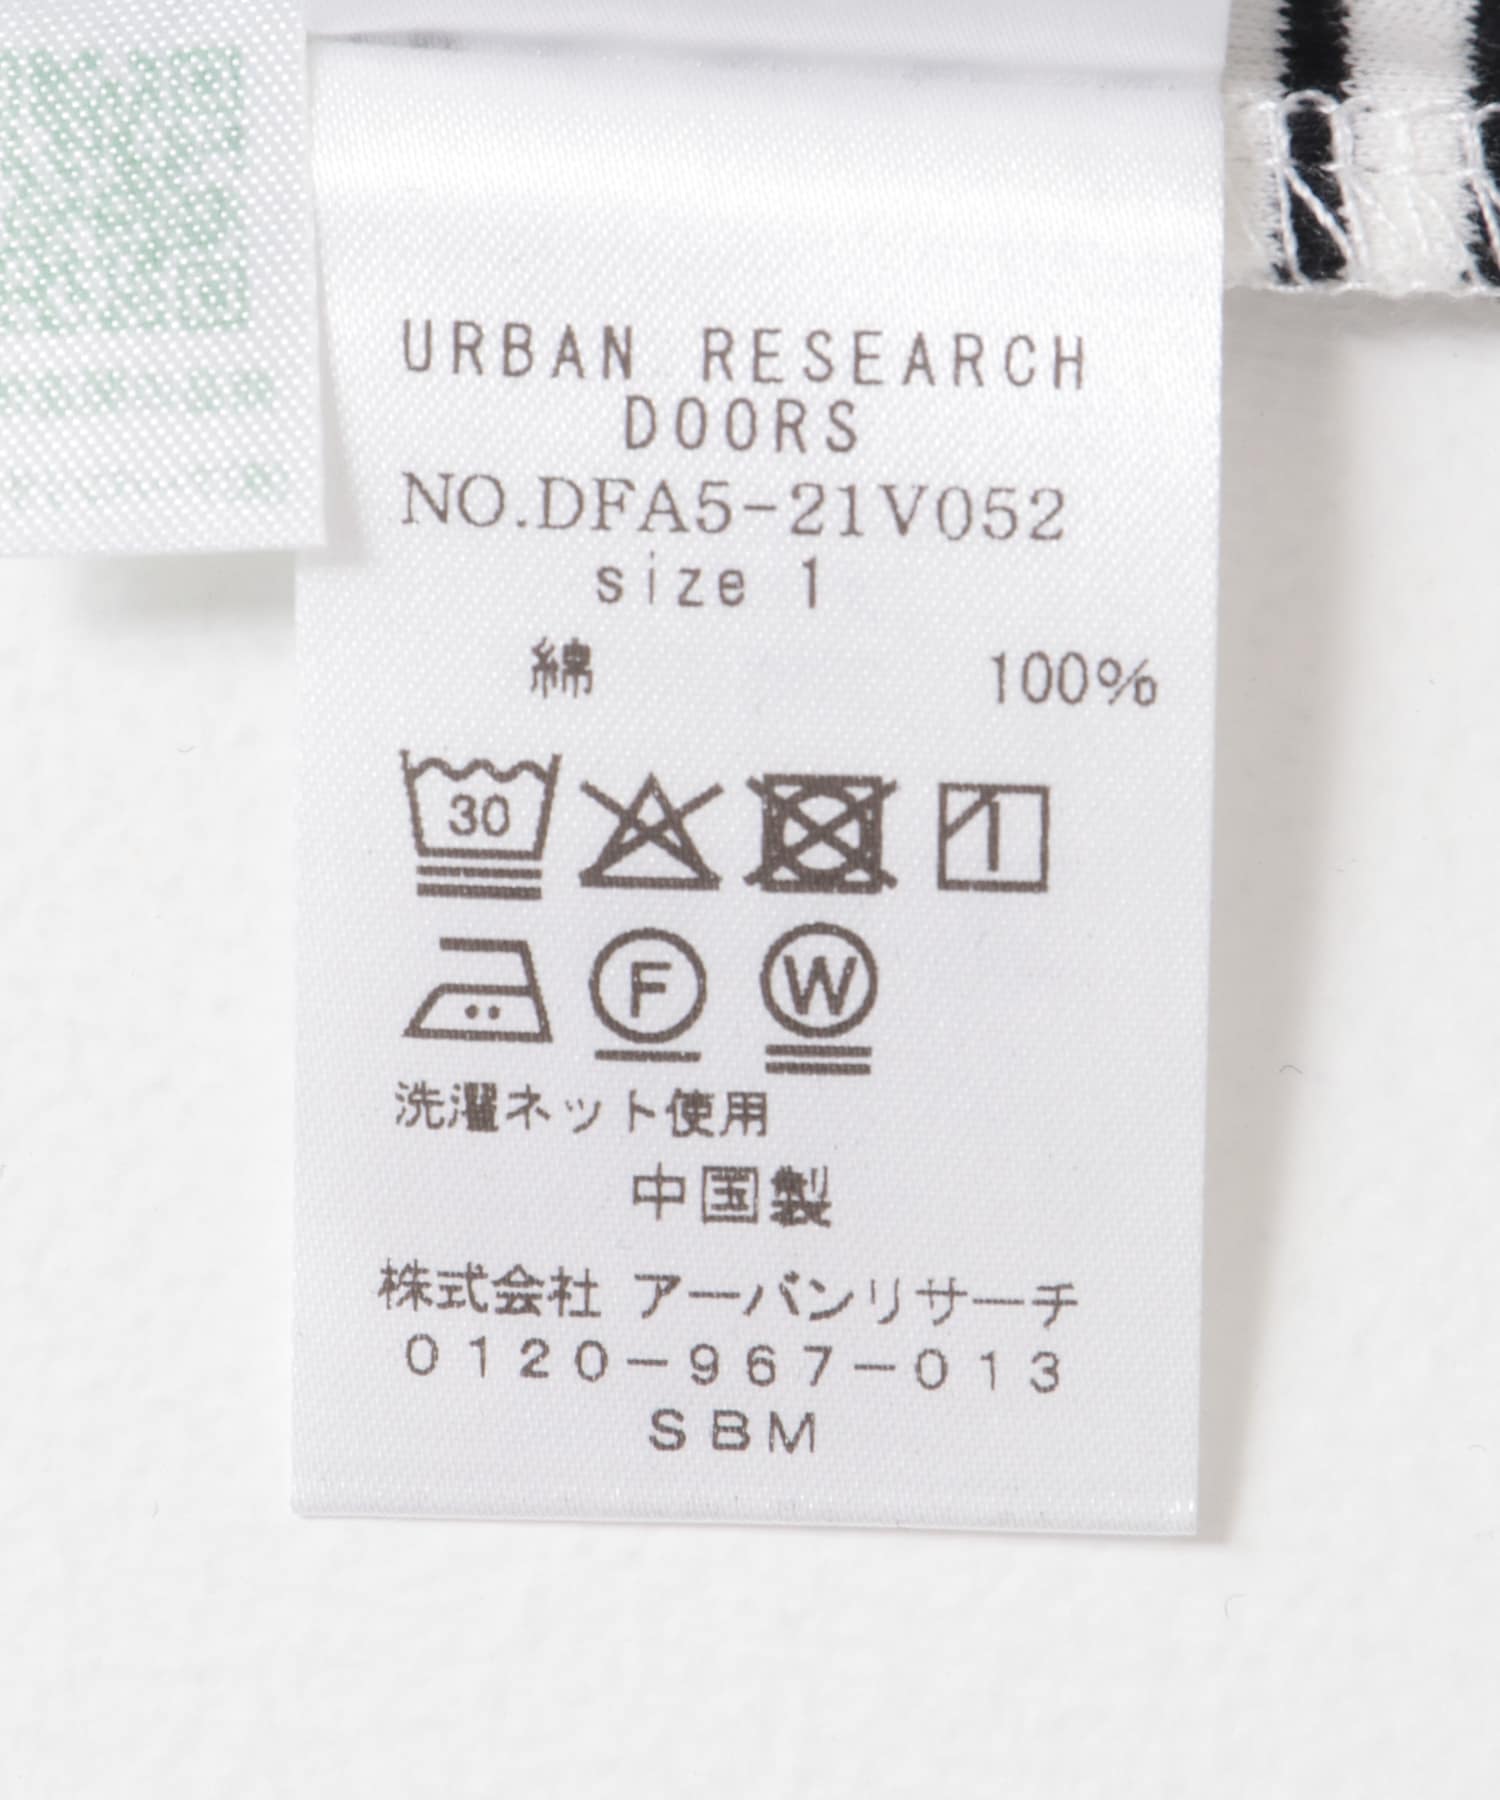 URBAN RESEARCH
DOORS
NO.DFA5-21V052
size 1
綿 100%
30
F W
洗濯ネット使用
中国製
株式会社 アーバンリサーチ
0120-967-013
SBM